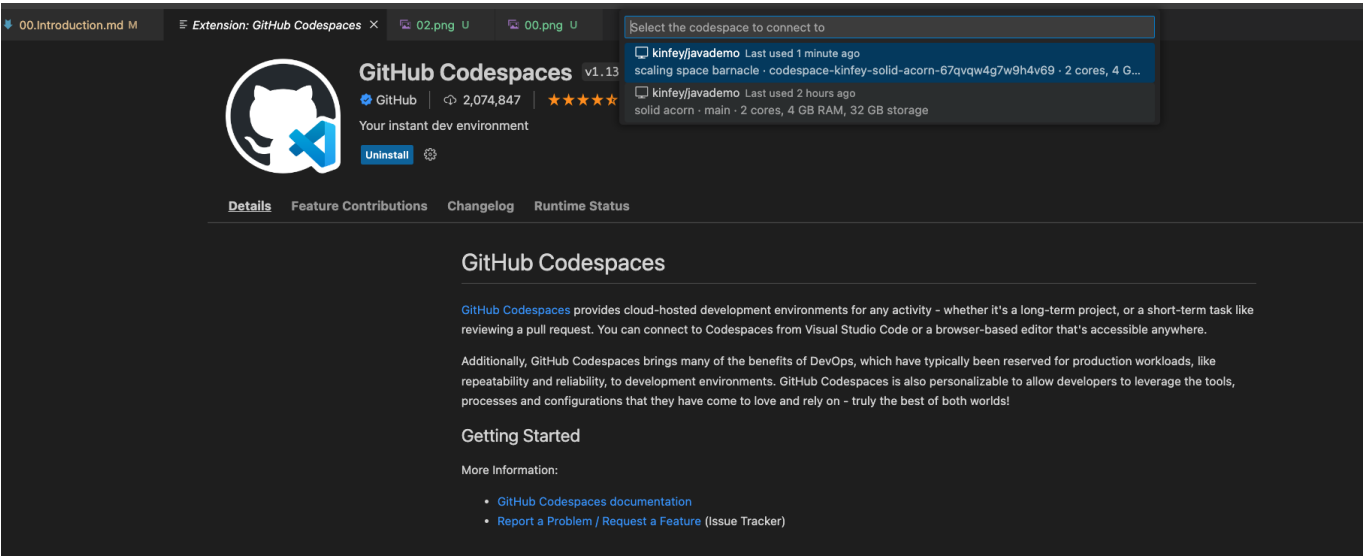 00.Introduction.md M
Extension: GitHub Codespaces
02.png U
00.png U
Select the codespace to connect to
kinfey/javademo Last used 1 minute ago
scaling space barnacle · codespace-kinfey-solid-acorn-67qvqw4g7w9h4v69 · 2 cores, 4 G...
kinfey/javademo Last used 2 hours ago
solid acorn · main · 2 cores, 4 GB RAM, 32 GB storage
GitHub Codespaces v1.13
GitHub 2,074,847
Your instant dev environment
Uninstall
Details Feature Contributions Changelog Runtime Status
GitHub Codespaces
GitHub Codespaces provides cloud-hosted development environments for any activity - whether it's a long-term project, or a short-term task like
reviewing a pull request. You can connect to Codespaces from Visual Studio Code or a browser-based editor that's accessible anywhere.
Additionally, GitHub Codespaces brings many of the benefits of DevOps, which have typically been reserved for production workloads, like
repeatability and reliability, to development environments. GitHub Codespaces is also personalizable to allow developers to leverage the tools,
processes and configurations that they have come to love and rely on - truly the best of both worlds!
Getting Started
More Information:
• GitHub Codespaces documentation
• Report a Problem / Request a Feature (Issue Tracker)